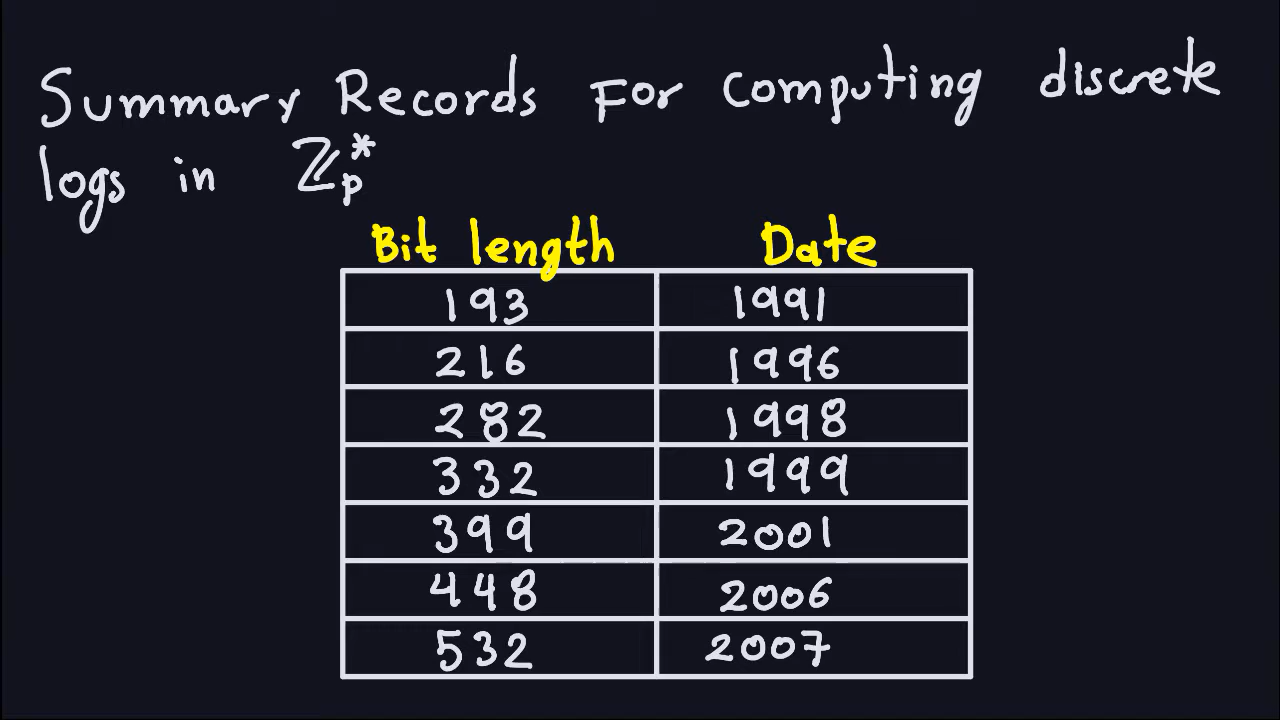 Summary Records For computing discrete
logs in ℤₚ*
Bit length Date
193 1991
216 1996
282 1998
332 1999
399 2001
448 2006
532 2007